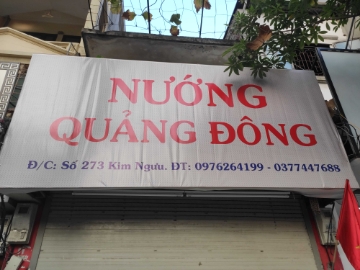 NƯỚNG
QUẢNG ĐÔNG
Đ/C: Số 273 Kim Ngưu. ĐT: 0976264199 - 0377447688